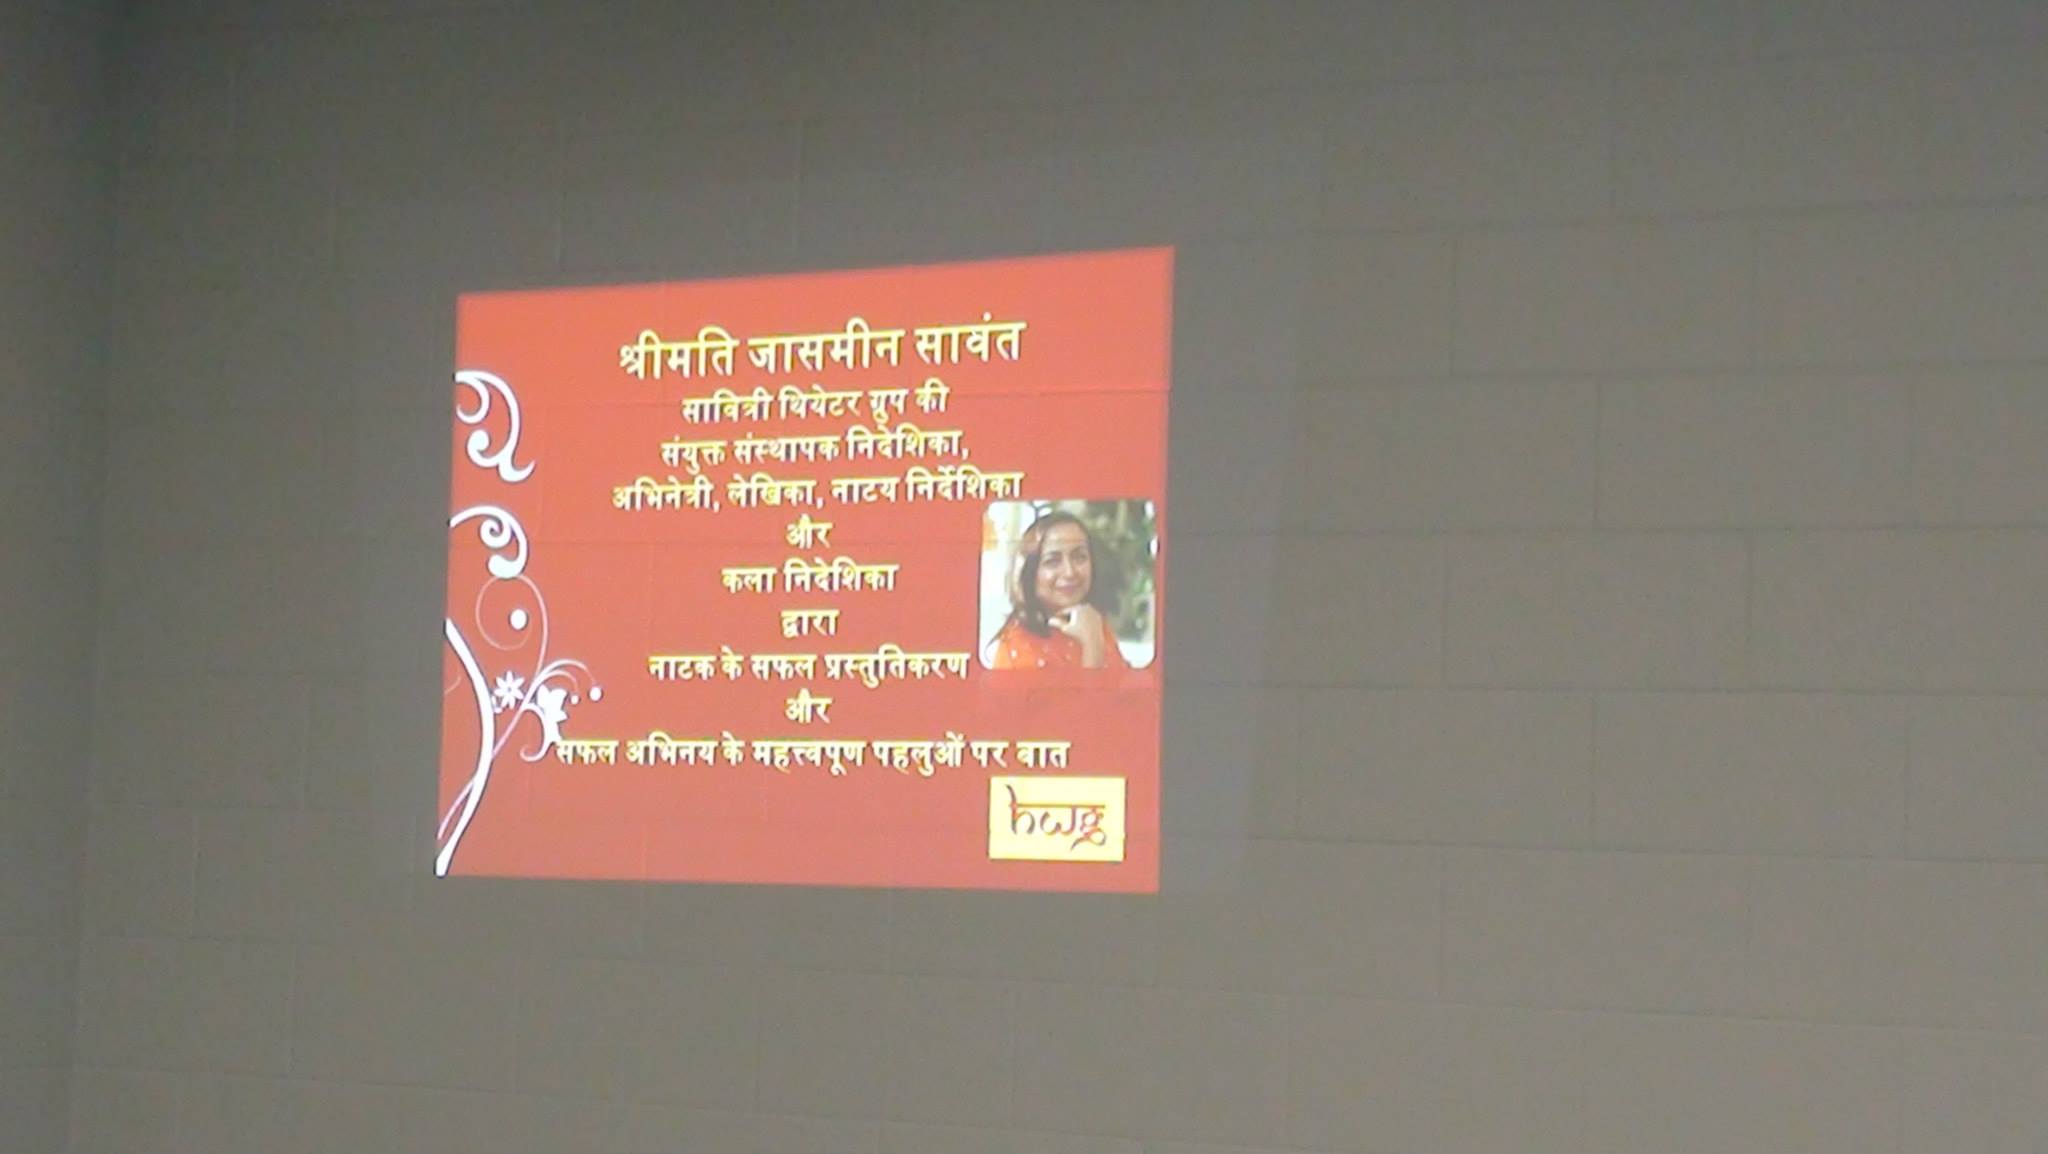 श्रीमति जासमीन सावंत
सावित्री थियेटर ग्रुप की
संयुक्त संस्थापक निदेशिका,
अभिनेत्री, लेखिका, नाटय निर्देशिका
और
कला निदेशिका
द्वारा
नाटक के सफल प्रस्तुतिकरण
और
सफल अभिनय के महत्त्वपूण पहलुओं पर बात
hwg